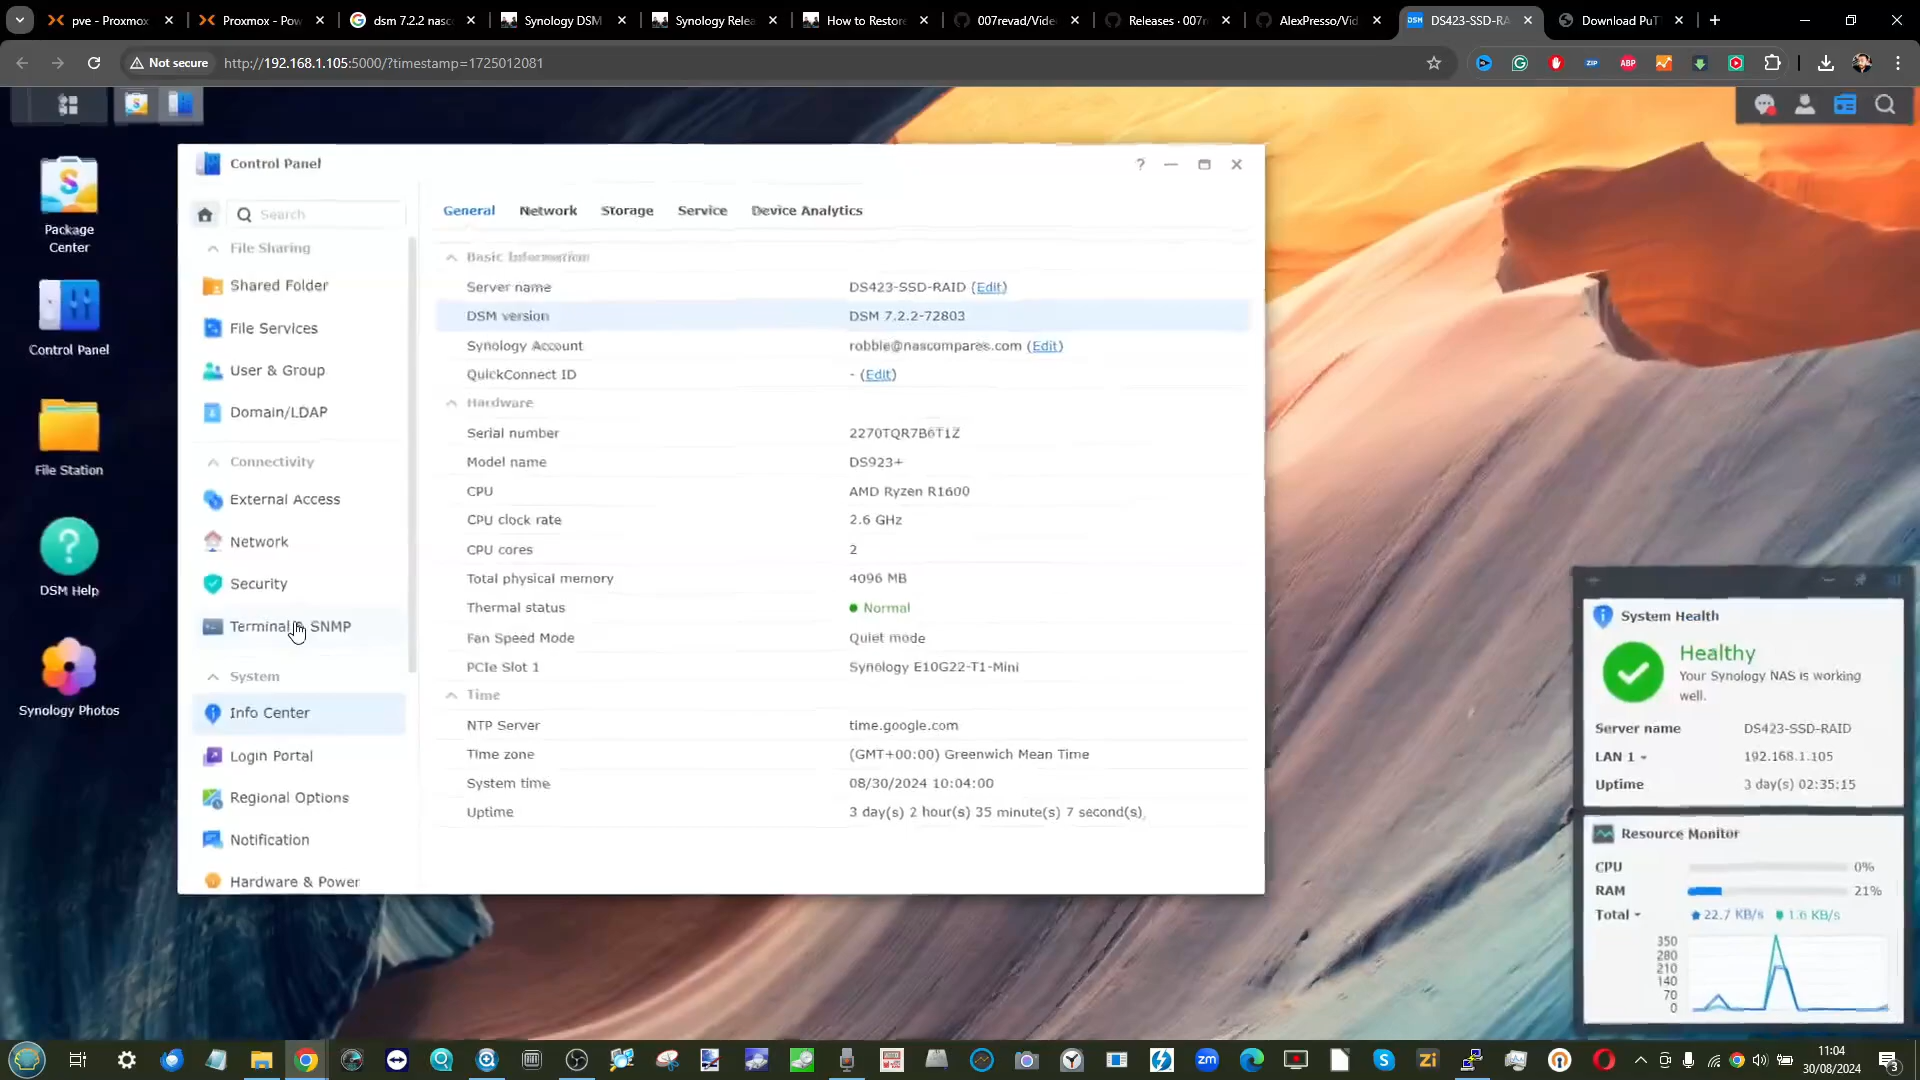 pve - Proxmox
Proxmox - Pow
dsm 7.2.2 nasc
Synology DSM
Synology Relea
How to Restore
007revad/Vide
Releases · 007r
AlexPresso/Vid
DS423-SSD-RA
Download PuT
Not secure
http://192.168.1.105:5000/?timestamp=1725012081
ZIP
ABP
Package
Center
Control Panel
File Station
DSM Help
Synology Photos
Control Panel
Search
File Sharing
Shared Folder
File Services
User & Group
Domain/LDAP
Connectivity
External Access
Network
Security
Terminal & SNMP
System
Info Center
Login Portal
Regional Options
Notification
Hardware & Power
General
Network
Storage
Service
Device Analytics
Basic Information
Server name
DS423-SSD-RAID (Edit)
DSM version
DSM 7.2.2-72803
Synology Account
robbie@nascompares.com (Edit)
QuickConnect ID
- (Edit)
Hardware
Serial number
2270TQR7B6T1Z
Model name
DS923+
CPU
AMD Ryzen R1600
CPU clock rate
2.6 GHz
CPU cores
2
Total physical memory
4096 MB
Thermal status
Normal
Fan Speed Mode
Quiet mode
PCIe Slot 1
Synology E10G22-T1-Mini
Time
NTP Server
time.google.com
Time zone
(GMT+00:00) Greenwich Mean Time
System time
08/30/2024 10:04:00
Uptime
3 day(s) 2 hour(s) 35 minute(s) 7 second(s)
System Health
Healthy
Your Synology NAS is working
well.
Server name
DS423-SSD-RAID
LAN 1
192.168.1.105
Uptime
3 day(s) 02:35:15
Resource Monitor
CPU
0%
RAM
21%
Total
22.7 KB/s
1.6 KB/s
350
280
210
140
70
0
zm
Zi
11:04
30/08/2024
3